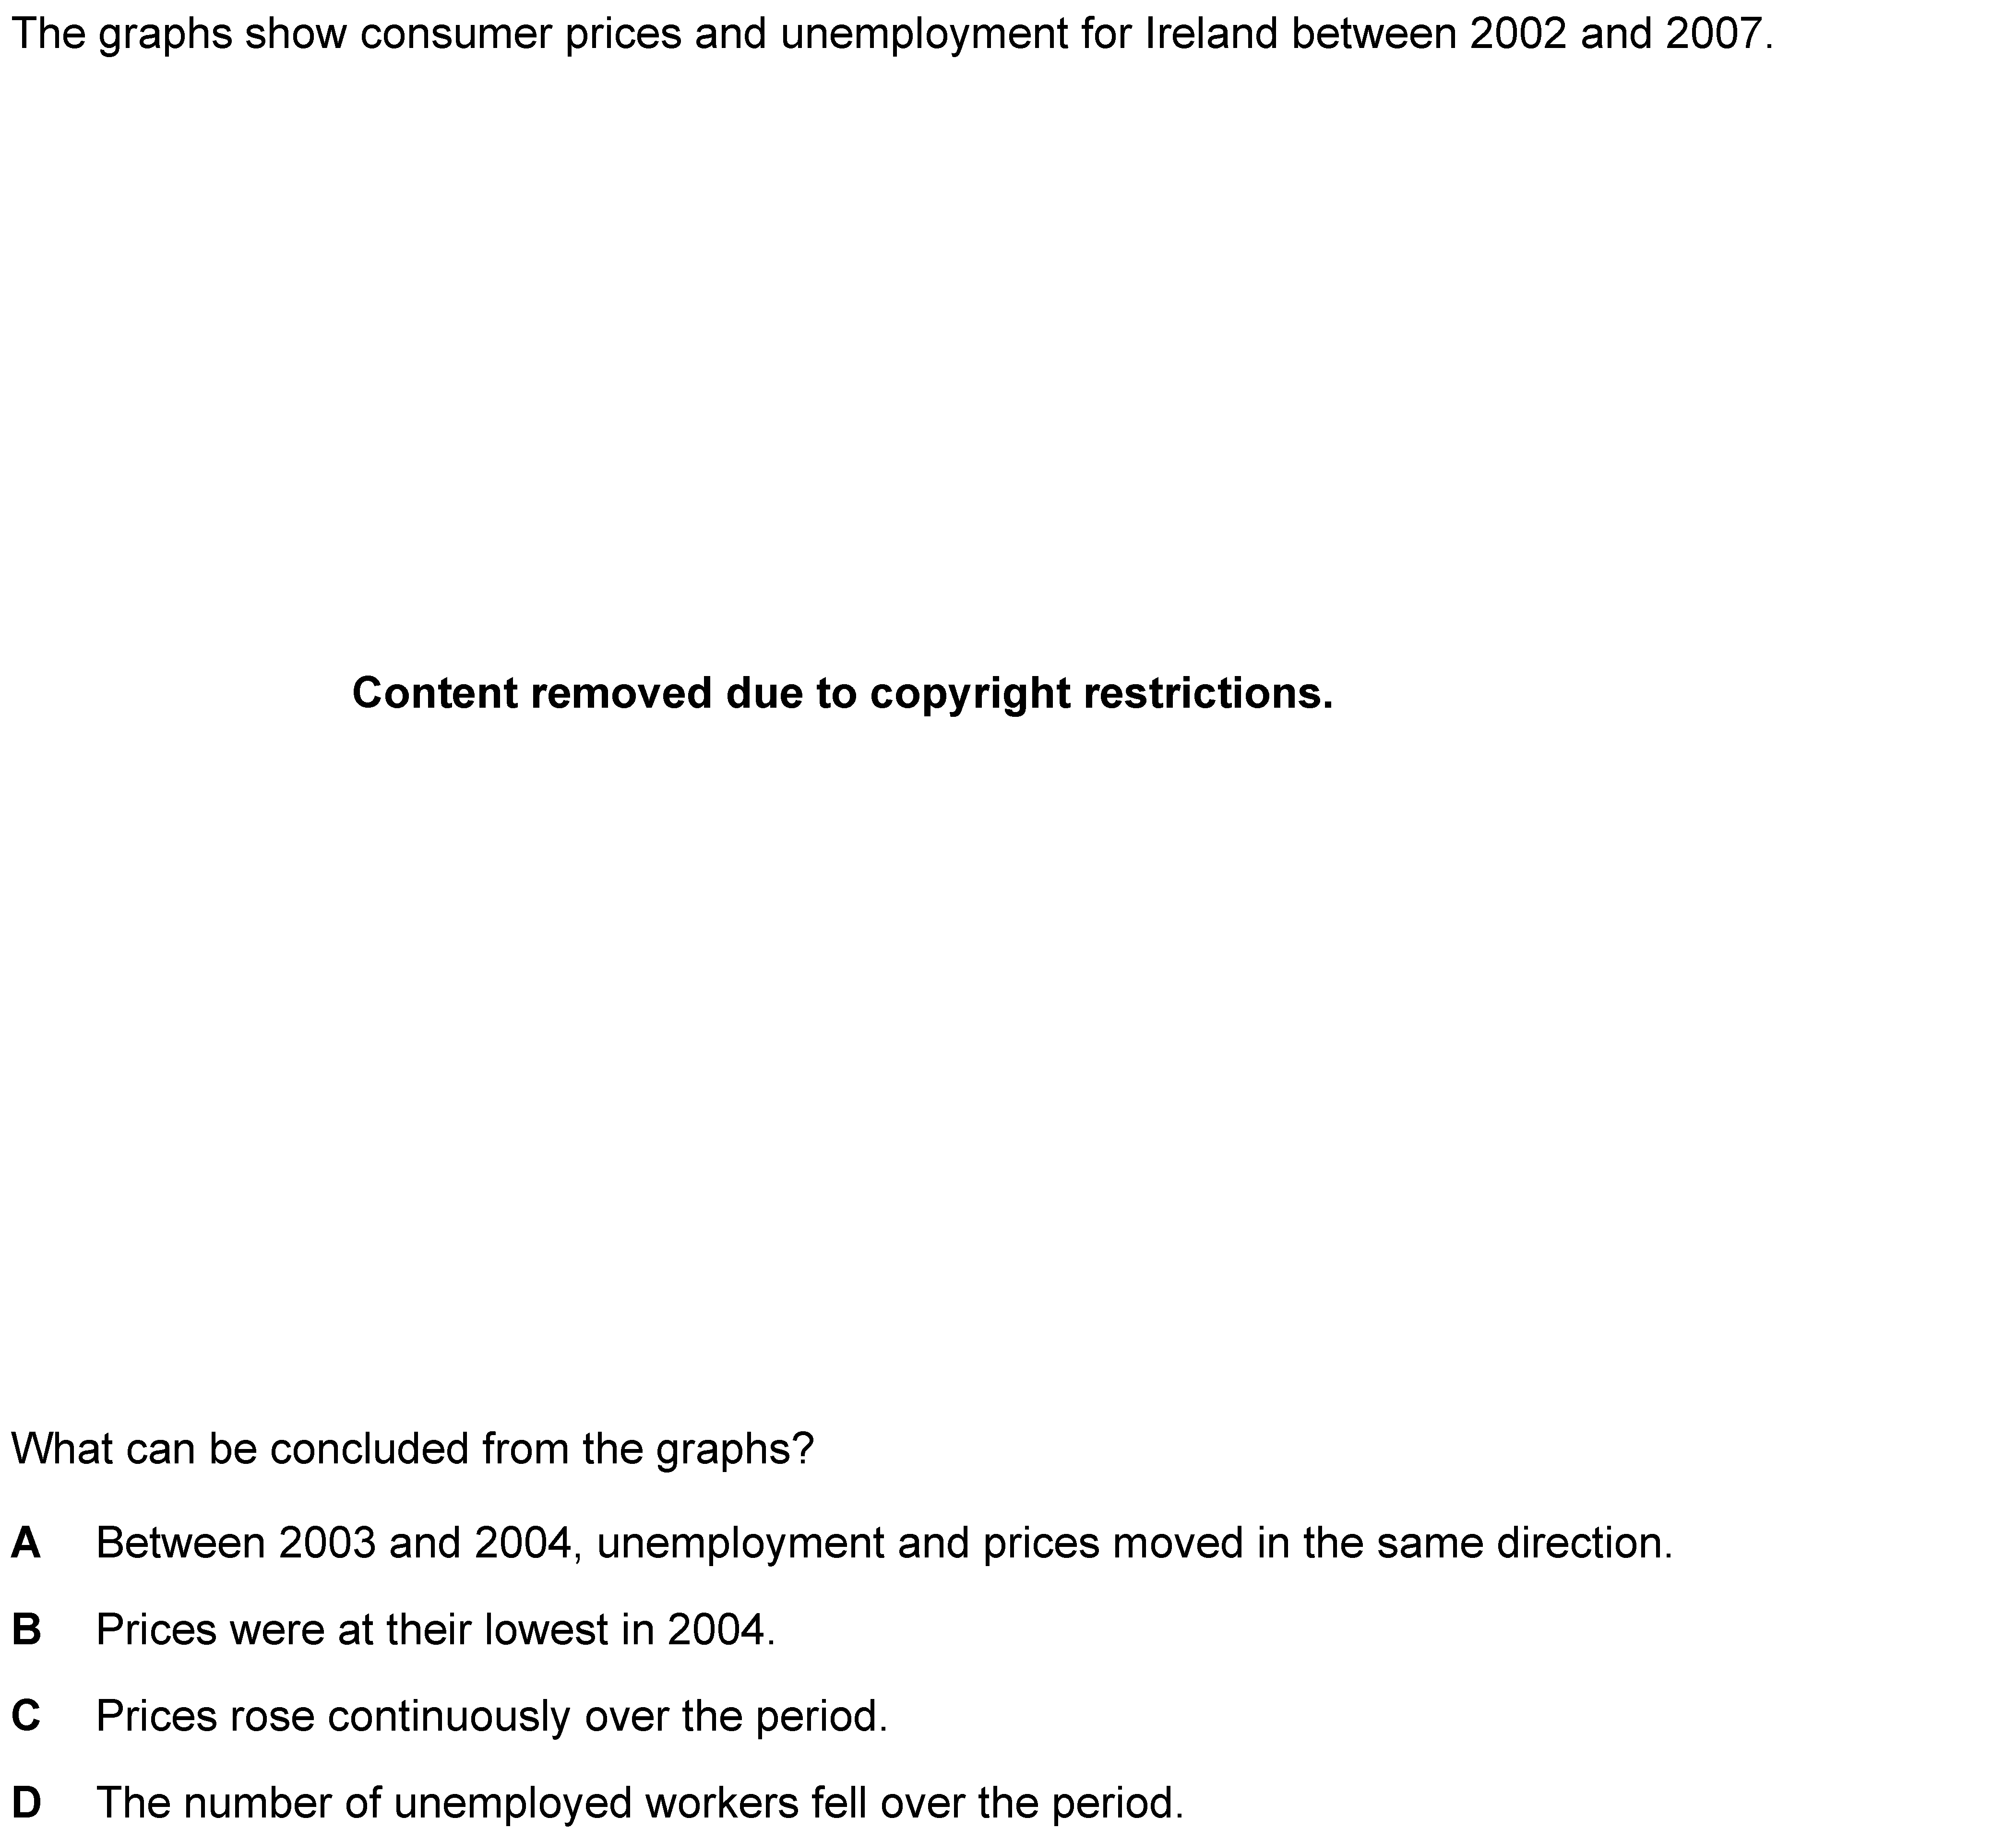 The graphs show consumer prices and unemployment for Ireland between 2002 and 2007.
Content removed due to copyright restrictions.
What can be concluded from the graphs?
A Between 2003 and 2004, unemployment and prices moved in the same direction.
B Prices were at their lowest in 2004.
C Prices rose continuously over the period.
D The number of unemployed workers fell over the period.